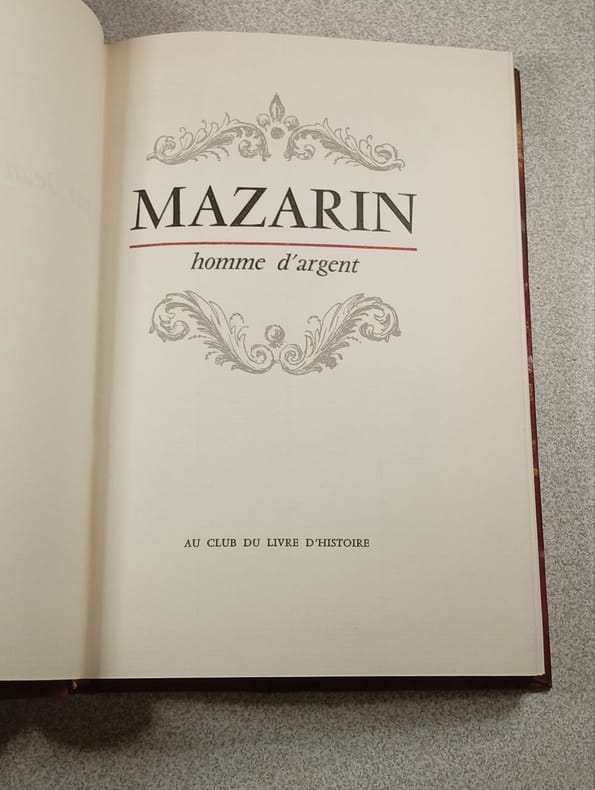 MAZARIN
homme d'argent
AU CLUB DU LIVRE D'HISTOIRE